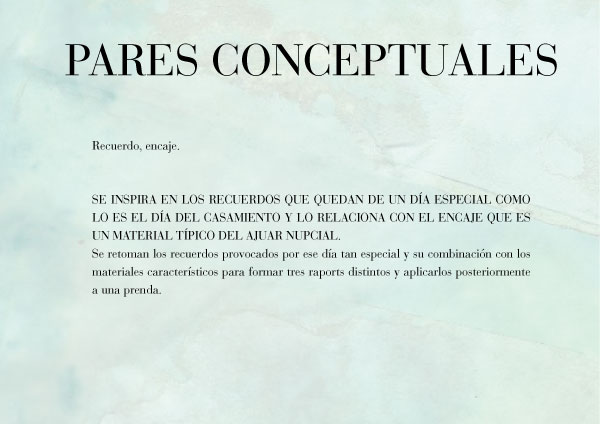 PARES CONCEPTUALES
Recuerdo, encaje.
SE INSPIRA EN LOS RECUERDOS QUE QUEDAN DE UN DÍA ESPECIAL COMO
LO ES EL DÍA DEL CASAMIENTO Y LO RELACIONA CON EL ENCAJE QUE ES
UN MATERIAL TÍPICO DEL AJUAR NUPCIAL.
Se retoman los recuerdos provocados por ese día tan especial y su combinación con los
materiales característicos para formar tres raports distintos y aplicarlos posteriormente
a una prenda.